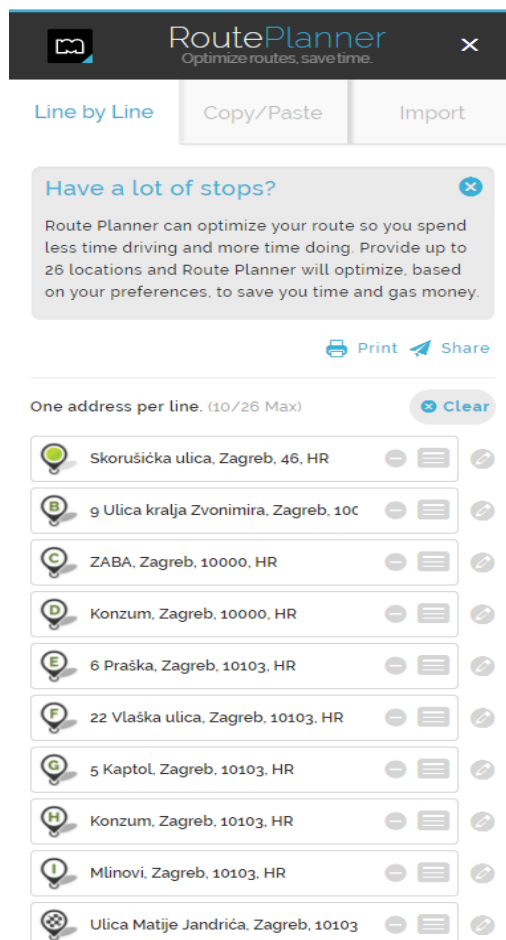 RoutePlanner
Optimize routes, save time.
Line by Line
Copy/Paste
Import
Have a lot of stops?
Route Planner can optimize your route so you spend
less time driving and more time doing. Provide up to
26 locations and Route Planner will optimize, based
on your preferences, to save you time and gas money.
Print
Share
One address per line. (10/26 Max)
Clear
Skorušićka ulica, Zagreb, 46, HR
B
9 Ulica kralja Zvonimira, Zagreb, 100
C
ZABA, Zagreb, 10000, HR
D
Konzum, Zagreb, 10000, HR
E
6 Praška, Zagreb, 10103, HR
F
22 Vlaška ulica, Zagreb, 10103, HR
G
5 Kaptol, Zagreb, 10103, HR
H
Konzum, Zagreb, 10103, HR
I
Mlinovi, Zagreb, 10103, HR
Ulica Matije Jandrića, Zagreb, 10103